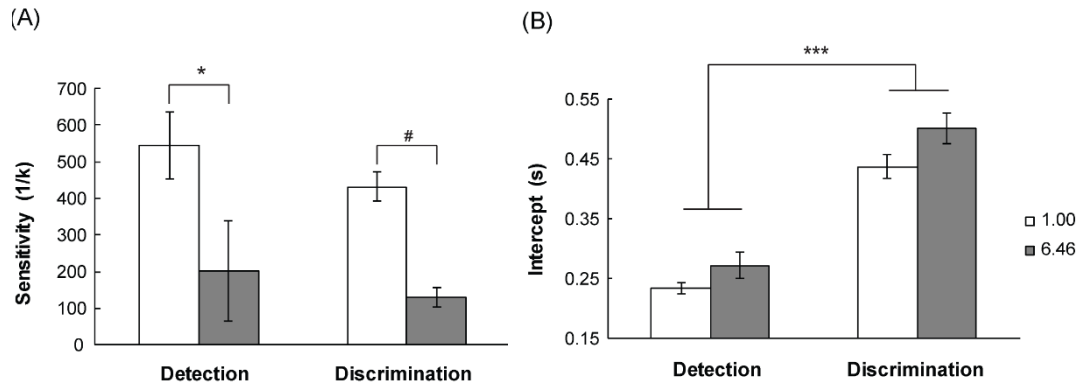 (A)
Sensitivity (1/k)
700
600
500
400
300
200
100
0
*
#
Detection
Discrimination
(B)
Intercept (s)
0.55
0.45
0.35
0.25
0.15
***
Detection
Discrimination
1.00
6.46